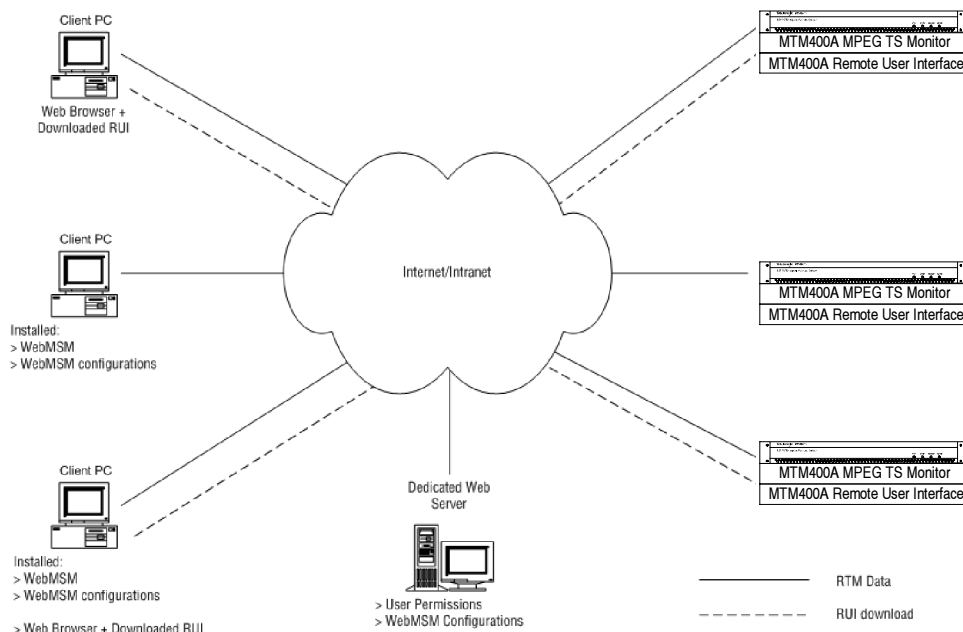 Client PC
Web Browser +
Downloaded RUI
MTM400A MPEG TS Monitor
MTM400A Remote User Interface
Client PC
Installed:
> WebMSM
> WebMSM configurations
Internet/Intranet
MTM400A MPEG TS Monitor
MTM400A Remote User Interface
Client PC
Installed:
> WebMSM
> WebMSM configurations
> Web Browser + Downloaded RUI
Dedicated Web
Server
> User Permissions
> WebMSM Configurations
MTM400A MPEG TS Monitor
MTM400A Remote User Interface
RTM Data
RUI download